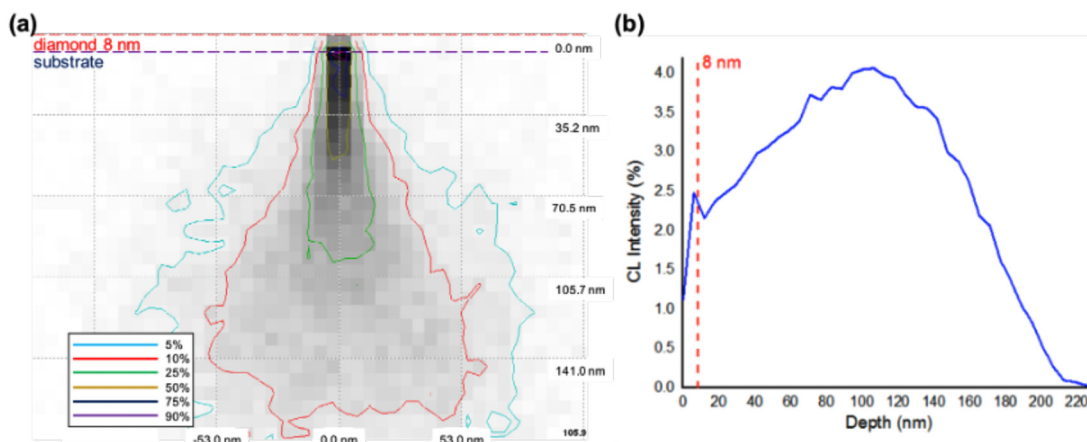 (a)
diamond 8 nm
substrate
0.0 nm
35.2 nm
70.5 nm
105.7 nm
141.0 nm
5%
10%
25%
50%
75%
90%
-53.0 nm
0.0 nm
53.0 nm
105.9
(b)
8 nm
CL Intensity (%)
4.0
3.5
3.0
2.5
2.0
1.5
1.0
0.5
0.0
0 20 40 60 80 100 120 140 160 180 200 220
Depth (nm)